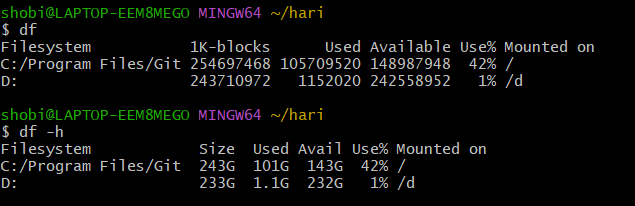 shobi@LAPTOP-EEM8MEGO MINGW64 ~/hari
$ df
Filesystem           1K-blocks      Used Available Use% Mounted on
C:/Program Files/Git 254697468 105709520 148987948  42% /
D:                   243710972   1152020 242558952   1% /d
shobi@LAPTOP-EEM8MEGO MINGW64 ~/hari
$ df -h
Filesystem            Size  Used Avail Use% Mounted on
C:/Program Files/Git  243G  101G  143G  42% /
D:                    233G  1.1G  232G   1% /d